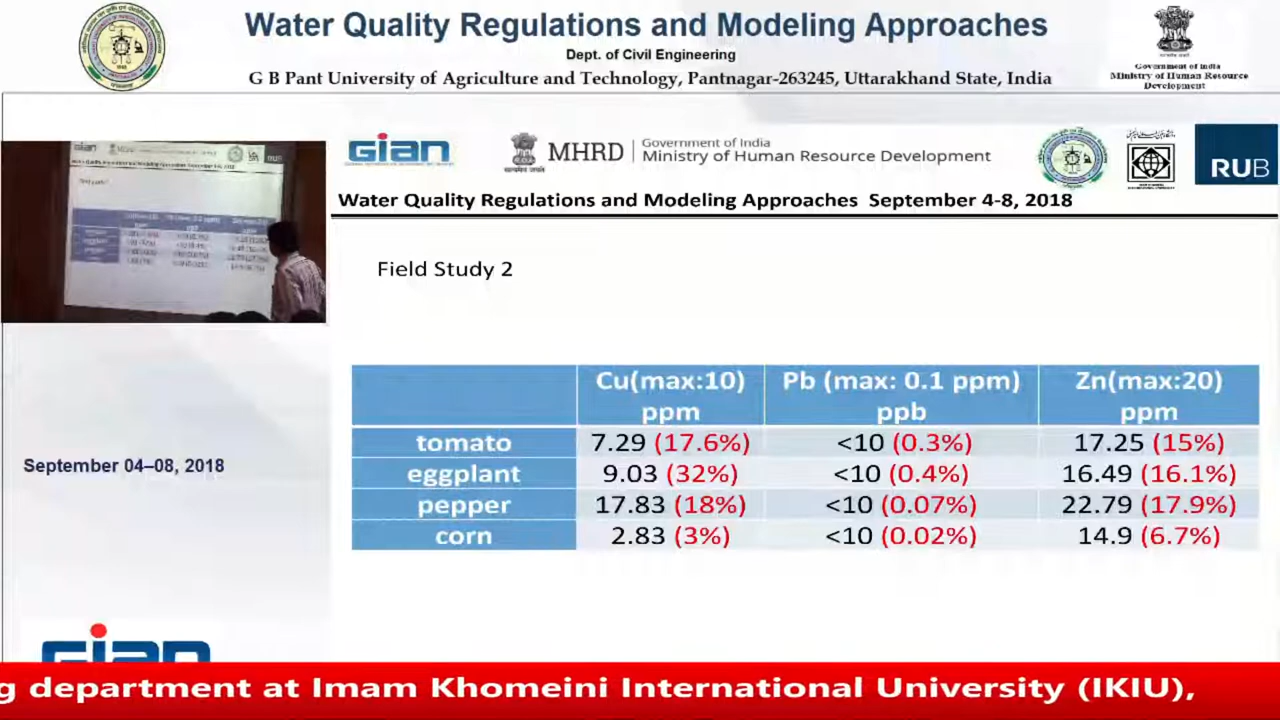 Water Quality Regulations and Modeling Approaches
Dept. of Civil Engineering
G B Pant University of Agriculture and Technology, Pantnagar-263245, Uttarakhand State, India
Government of India
Ministry of Human Resource
Development
gian
MHRD
Government of India
Ministry of Human Resource Development
RUB
Water Quality Regulations and Modeling Approaches September 4-8, 2018
Field Study 2
Cu(max:10) ppm Pb (max: 0.1 ppm) ppb Zn(max:20) ppm
tomato 7.29 (17.6%) <10 (0.3%) 17.25 (15%)
eggplant 9.03 (32%) <10 (0.4%) 16.49 (16.1%)
pepper 17.83 (18%) <10 (0.07%) 22.79 (17.9%)
corn 2.83 (3%) <10 (0.02%) 14.9 (6.7%)
September 04–08, 2018
gian
g department at Imam Khomeini International University (IKIU),